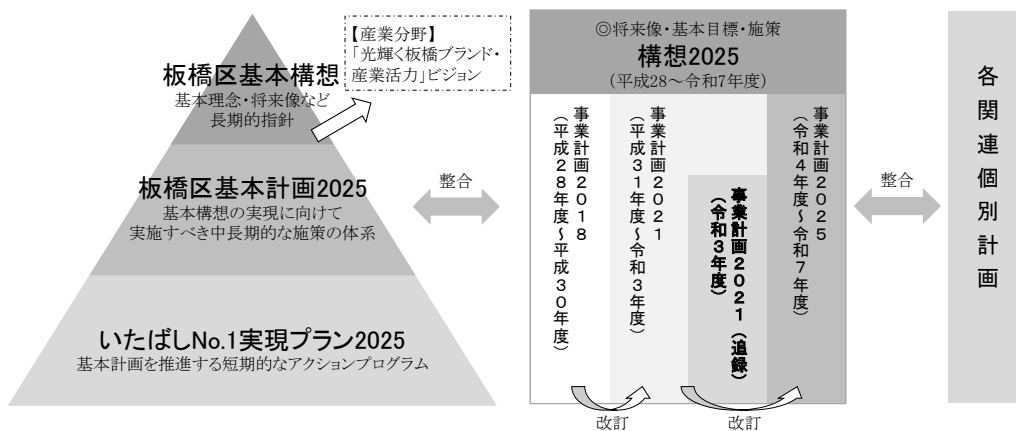 板橋区基本構想
基本理念・将来像など
長期的指針
【産業分野】
「光輝く板橋ブランド・
産業活力」ビジョン
板橋区基本計画2025
基本構想の実現に向けて
実施すべき中長期的な施策の体系
いたばしNo.1実現プラン2025
基本計画を推進する短期的なアクションプログラム
整合
◎将来像・基本目標・施策
構想2025
(平成28～令和7年度)
事業計画2018
（平成28年度～平成30年度）
事業計画2021
（平成31年度～令和3年度）
事業計画2021（追録）
（令和3年度）
事業計画2025
（令和4年度～令和7年度）
改訂
改訂
整合
各関連個別計画